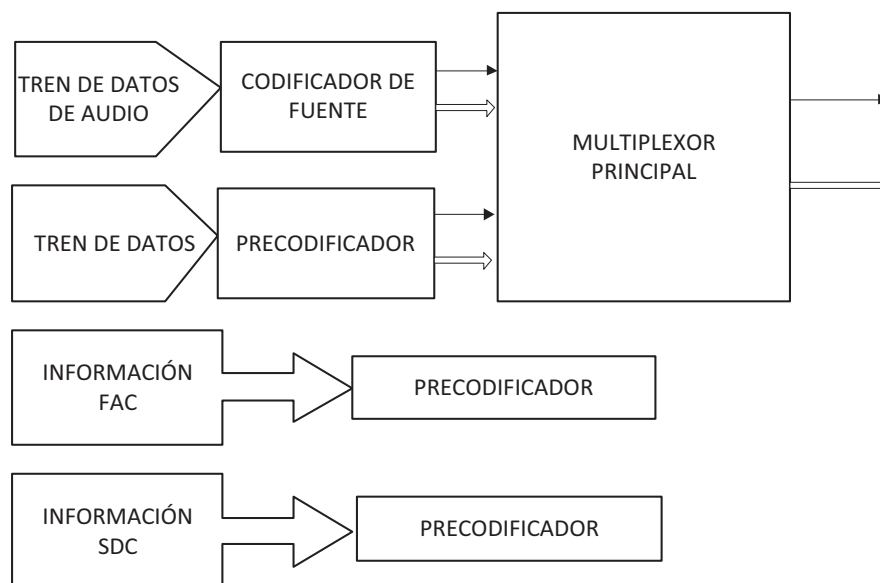 TREN DE DATOS
DE AUDIO
CODIFICADOR DE
FUENTE
MULTIPLEXOR
PRINCIPAL
TREN DE DATOS
PRECODIFICADOR
INFORMACIÓN
FAC
PRECODIFICADOR
INFORMACIÓN
SDC
PRECODIFICADOR